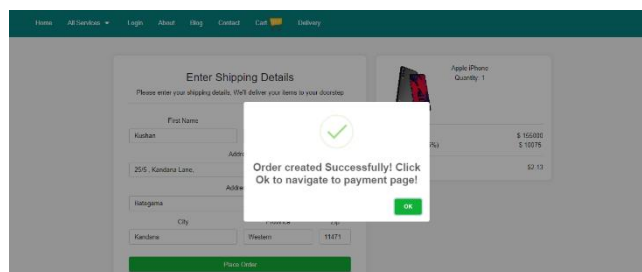 Home All Services Login About Blog Contact Cart Delivery
Enter Shipping Details
Please enter your shipping details, We'll deliver your items to your doorstep
First Name
Kushan
25/5 , Kandana Lane,
Batagama
City
Kandana Western 11471
Place Order
Order created Successfully! Click
Ok to navigate to payment page!
OK
Apple iPhone
Quantity: 1
$ 155000
$ 10075